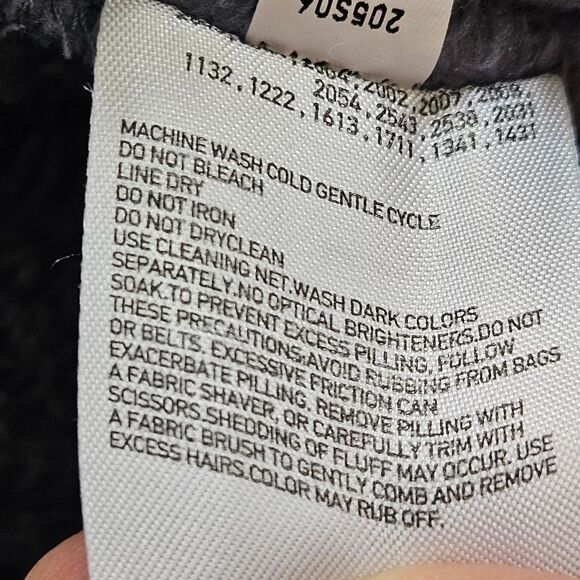 205S06
2002,2007,2009
2054,2543,2538,2031
1132,1222,1613,1711,1341,1431
MACHINE WASH COLD GENTLE CYCLE
DO NOT BLEACH
LINE DRY
DO NOT IRON
DO NOT DRYCLEAN
USE CLEANING NET.WASH DARK COLORS
SEPARATELY.NO OPTICAL BRIGHTENERS.DO NOT
SOAK.TO PREVENT EXCESS PILLING, FOLLOW
THESE PRECAUTIONS:AVOID RUBBING FROM BAGS
OR BELTS. EXCESSIVE FRICTION CAN
EXACERBATE PILLING. REMOVE PILLING WITH
A FABRIC SHAVER, OR CAREFULLY TRIM WITH
SCISSORS.SHEDDING OF FLUFF MAY OCCUR. USE
A FABRIC BRUSH TO GENTLY COMB AND REMOVE
EXCESS HAIRS.COLOR MAY RUB OFF.